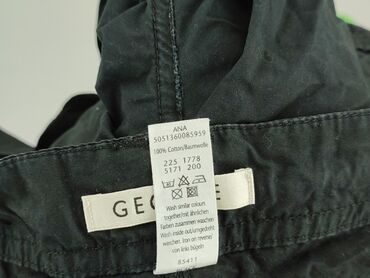 ANA
5051360085959
100% Cotton/Baumwolle
225 1778
5171 200
Wash similar colours
together/mit ähnlichen
Farben waschen
Wash inside out/umgedreht
waschen. Iron on reverse/
von links bügeln
85411
GEO E